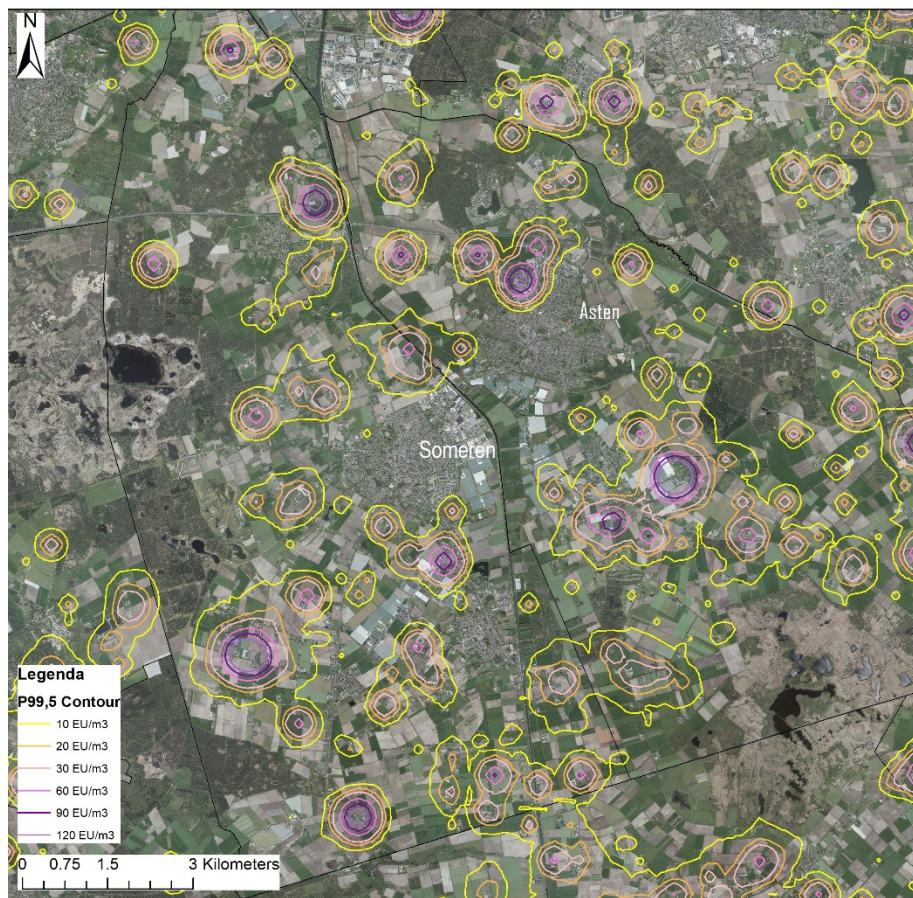 N
Asten
Someren
Legenda
P99,5 Contour
10 EU/m3
20 EU/m3
30 EU/m3
60 EU/m3
90 EU/m3
120 EU/m3
0 0.75 1.5 3 Kilometers